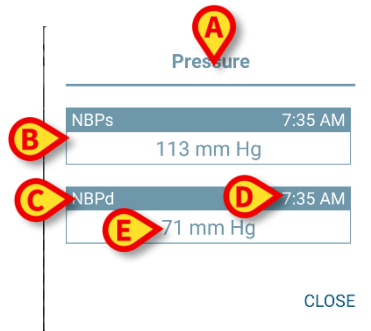 A
Pressure
NBPs 7:35 AM
B
113 mm Hg
C NBPd D 7:35 AM
E 71 mm Hg
CLOSE